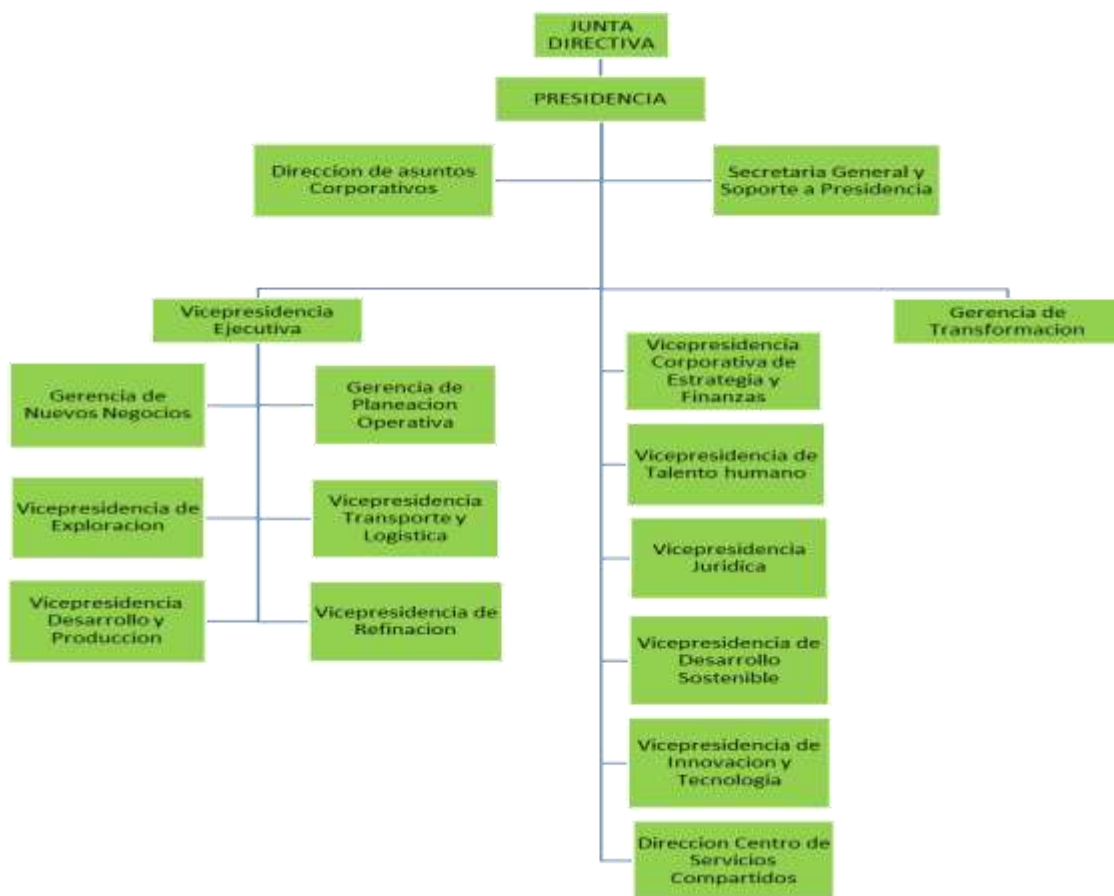 JUNTA
DIRECTIVA
PRESIDENCIA
Direccion de asuntos
Corporativos
Secretaria General y
Soporte a Presidencia
Vicepresidencia
Ejecutiva
Gerencia de
Transformacion
Gerencia de
Nuevos Negocios
Gerencia de
Planeacion
Operativa
Vicepresidencia de
Exploracion
Vicepresidencia
Transporte y
Logistica
Vicepresidencia
Desarrollo y
Produccion
Vicepresidencia de
Refinacion
Vicepresidencia
Corporativa de
Estrategia y
Finanzas
Vicepresidencia de
Talento humano
Vicepresidencia
Juridica
Vicepresidencia de
Desarrollo
Sostenible
Vicepresidencia de
Innovacion y
Tecnologia
Direccion Centro de
Servicios
Compartidos